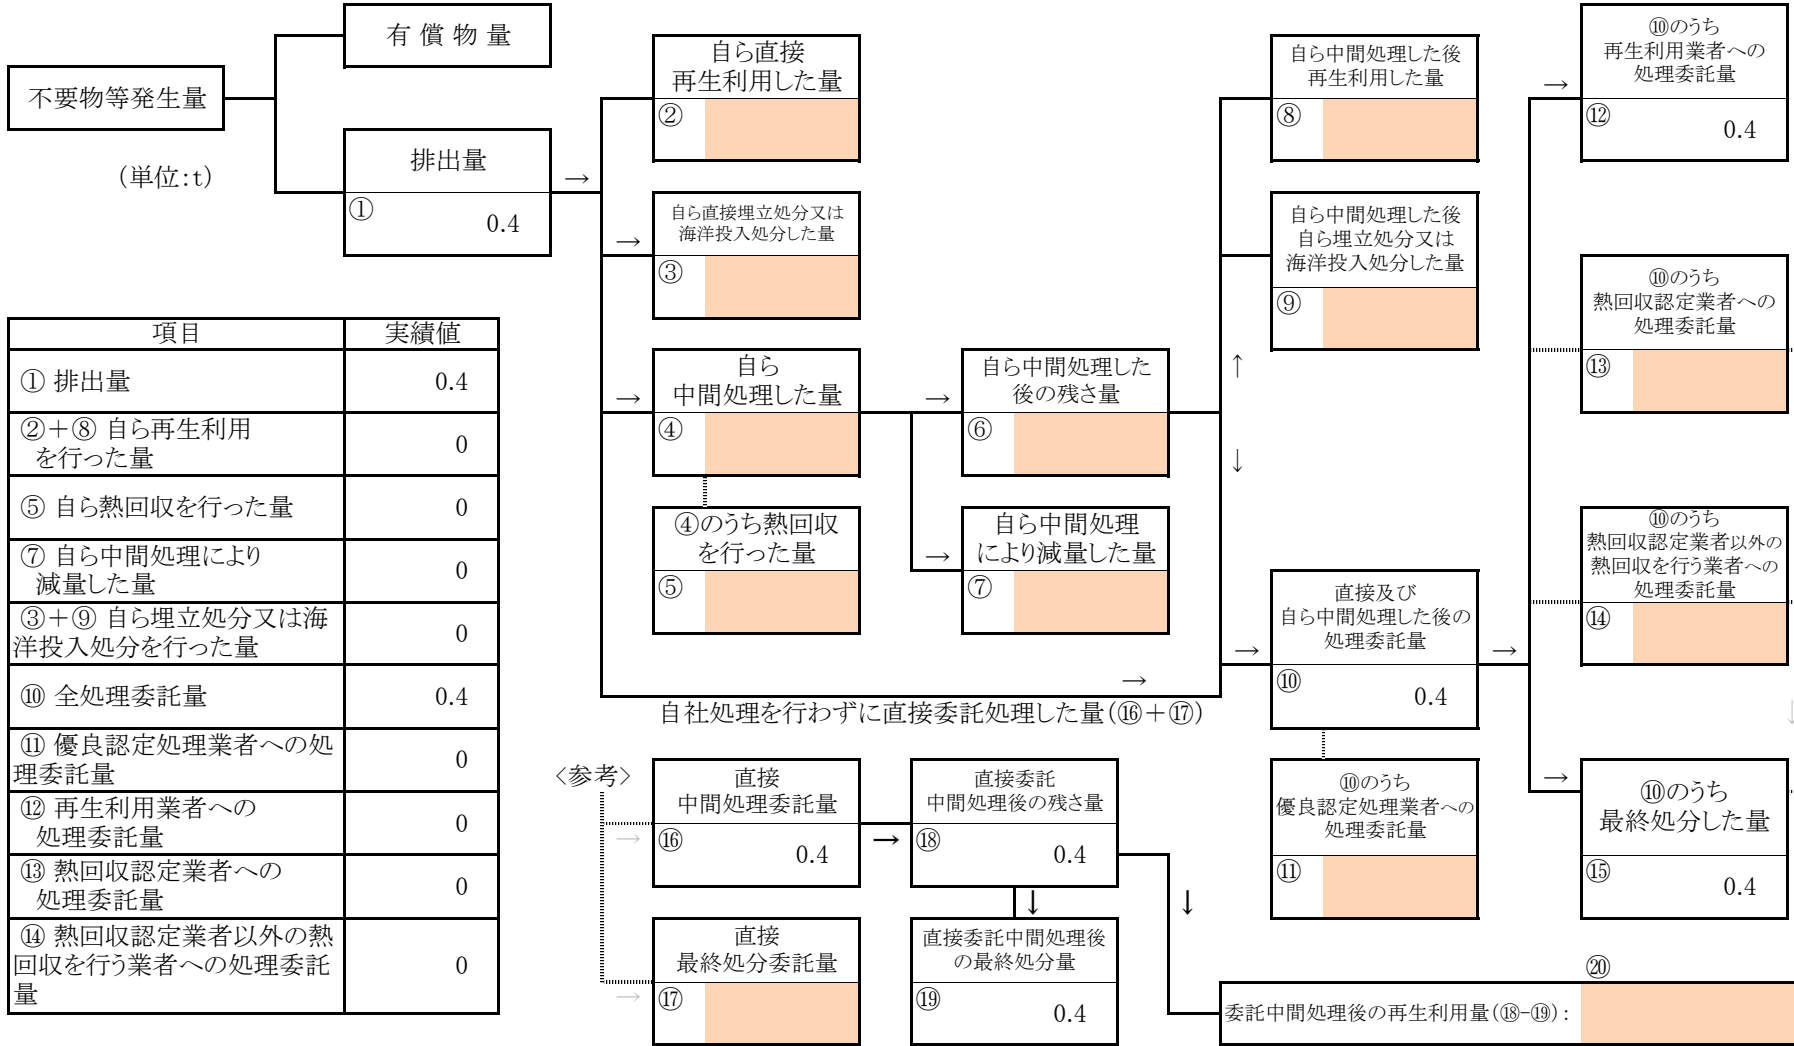 不要物等発生量
(単位:t)
有償物量
排出量
①
0.4
→
自ら直接
再生利用した量
②
→
自ら直接埋立処分又は
海洋投入処分した量
③
→
自ら
中間処理した量
④
④のうち熱回収
を行った量
⑤
→
自ら中間処理した
後の残さ量
⑥
→
自ら中間処理
により減量した量
⑦
→
自社処理を行わずに直接委託処理した量(⑯+⑰)
↑
↓
自ら中間処理した後
再生利用した量
⑧
自ら中間処理した後
自ら埋立処分又は
海洋投入処分した量
⑨
→
直接及び
自ら中間処理した後の
処理委託量
⑩
0.4
→
⑩のうち
優良認定処理業者への
処理委託量
⑪
→
⑩のうち
再生利用業者への
処理委託量
⑫
0.4
⑩のうち
熱回収認定業者への
処理委託量
⑬
⑩のうち
熱回収認定業者以外の
熱回収を行う業者への
処理委託量
⑭
↓
→
⑩のうち
最終処分した量
⑮
0.4
項目 実績値
① 排出量 0.4
②+⑧ 自ら再生利用
を行った量 0
⑤ 自ら熱回収を行った量 0
⑦ 自ら中間処理により
減量した量 0
③+⑨ 自ら埋立処分又は海
洋投入処分を行った量 0
⑩ 全処理委託量 0.4
⑪ 優良認定処理業者への処
理委託量 0
⑫ 再生利用業者への
処理委託量 0
⑬ 熱回収認定業者への
処理委託量 0
⑭ 熱回収認定業者以外の熱
回収を行う業者への処理委託
量 0
<参考>
→
直接
中間処理委託量
⑯
0.4
→
直接委託
中間処理後の残さ量
⑱
0.4
↓
↓
→
直接
最終処分委託量
⑰
直接委託中間処理後
の最終処分量
⑲
0.4
⑳
委託中間処理後の再生利用量(⑱-⑲):